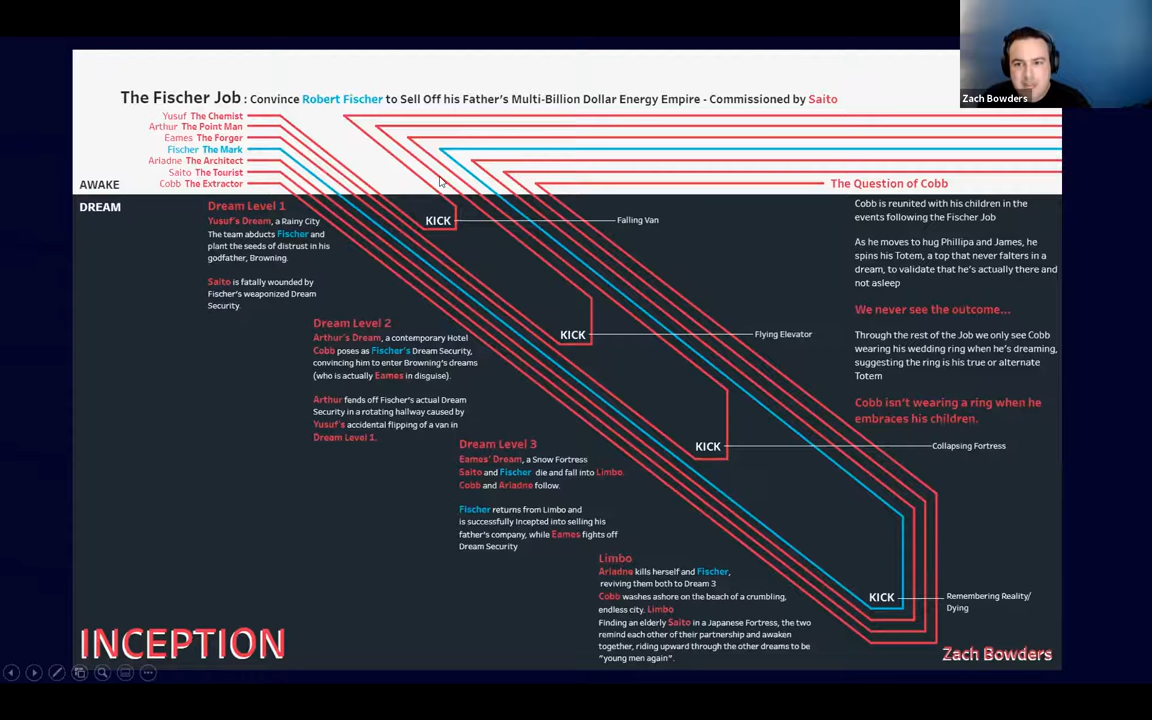 Zach Bowders
The Fischer Job : Convince Robert Fischer to Sell Off his Father's Multi-Billion Dollar Energy Empire - Commissioned by Saito
Yusuf The Chemist
Arthur The Point Man
Eames The Forger
Fischer The Mark
Ariadne The Architect
Saito The Tourist
Cobb The Extractor
AWAKE
The Question of Cobb
DREAM
Dream Level 1
Yusuf's Dream, a Rainy City
The team abducts Fischer and
plant the seeds of distrust in his
godfather, Browning.
Saito is fatally wounded by
Fischer's weaponized Dream
Security.
KICK
Falling Van
Cobb is reunited with his children in the
events following the Fischer Job
As he moves to hug Phillipa and James, he
spins his Totem, a top that never falters in a
dream, to validate that he's actually there and
not asleep
We never see the outcome...
Through the rest of the Job we only see Cobb
wearing his wedding ring when he's dreaming,
suggesting the ring is his true or alternate
Totem
Cobb isn't wearing a ring when he
embraces his children.
Dream Level 2
Arthur's Dream, a contemporary Hotel
Cobb poses as Fischer's Dream Security,
convincing him to enter Browning's dreams
(who is actually Eames in disguise).
Arthur fends off Fischer's actual Dream
Security in a rotating hallway caused by
Yusuf's accidental flipping of a van in
Dream Level 1.
KICK
Flying Elevator
Dream Level 3
Eames' Dream, a Snow Fortress
Saito and Fischer die and fall into Limbo.
Cobb and Ariadne follow.
Fischer returns from Limbo and
is successfully Incepted into selling his
father's company, while Eames fights off
Dream Security
KICK
Collapsing Fortress
Limbo
Ariadne kills herself and Fischer,
reviving them both to Dream 3
Cobb washes ashore on the beach of a crumbling,
endless city. Limbo
Finding an elderly Saito in a Japanese Fortress, the two
remind each other of their partnership and awaken
together, riding upward through the other dreams to be
"young men again".
KICK
Remembering Reality/
Dying
INCEPTION
Zach Bowders